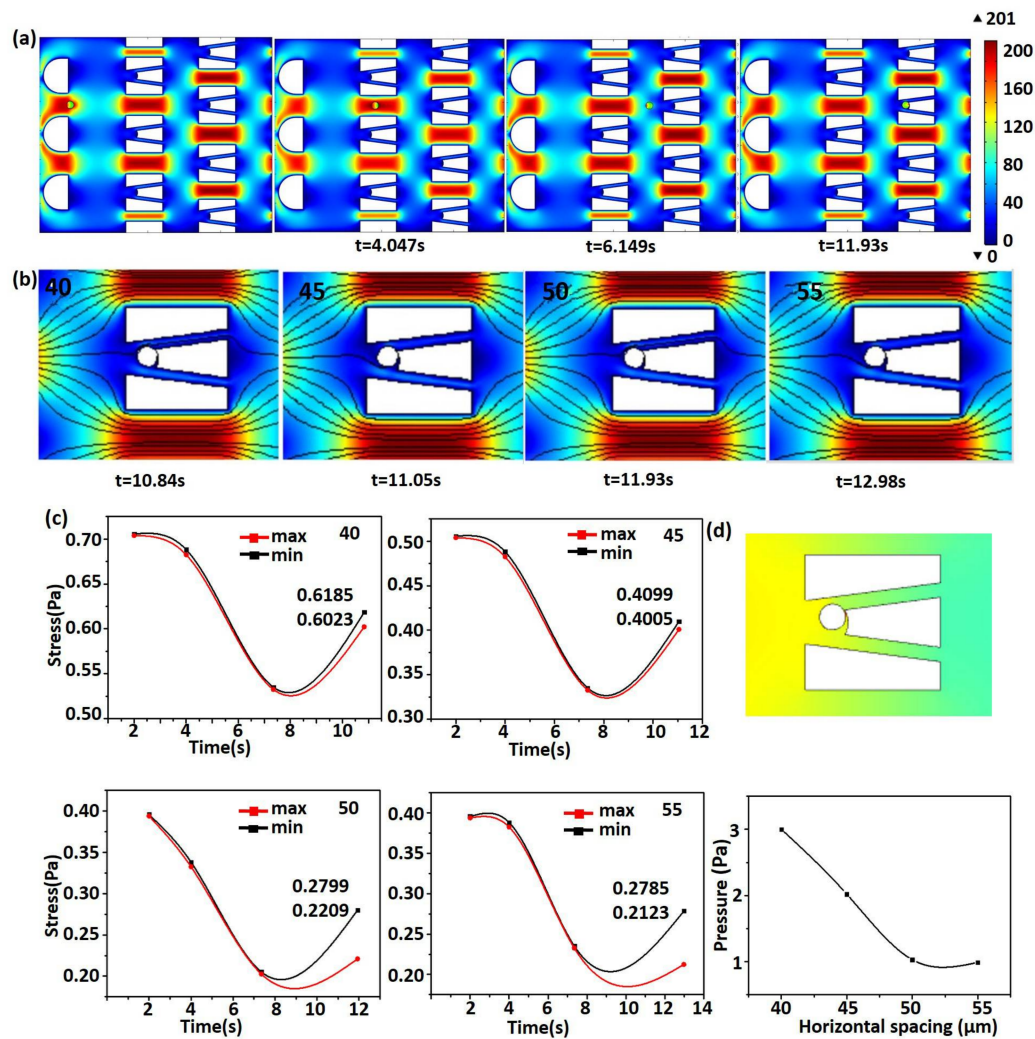 (a)
▲ 201
200
160
120
80
40
0
▼ 0
t=4.047s
t=6.149s
t=11.93s
(b)
40
45
50
55
t=10.84s
t=11.05s
t=11.93s
t=12.98s
(c)
max 40
min
0.6185
0.6023
0.70
0.65
0.60
0.55
0.50
Stress(Pa)
2 4 6 8 10
Time(s)
max 45
min
0.4099
0.4005
0.50
0.45
0.40
0.35
0.30
2 4 6 8 10 12
Time(s)
(d)
max 50
min
0.2799
0.2209
0.40
0.35
0.30
0.25
0.20
Stress(Pa)
2 4 6 8 10 12
Time(s)
max 55
min
0.2785
0.2123
0.40
0.35
0.30
0.25
0.20
2 4 6 8 10 12 14
Time(s)
3
2
1
Pressure (Pa)
40 45 50 55
Horizontal spacing (μm)